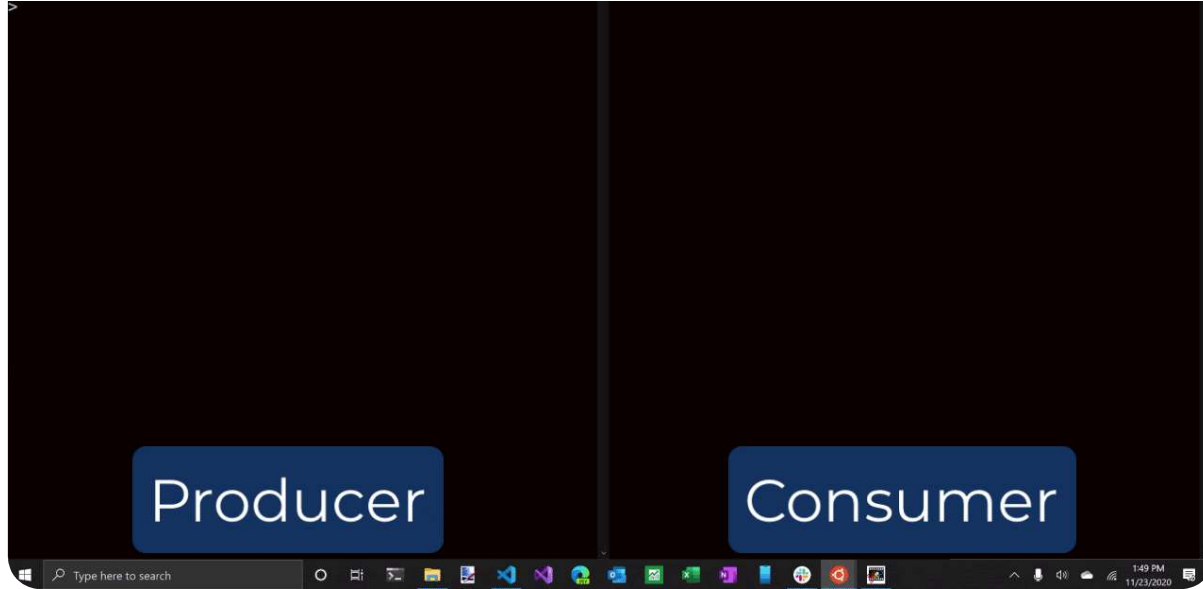 >
Producer
Consumer
Type here to search
1:49 PM
11/23/2020